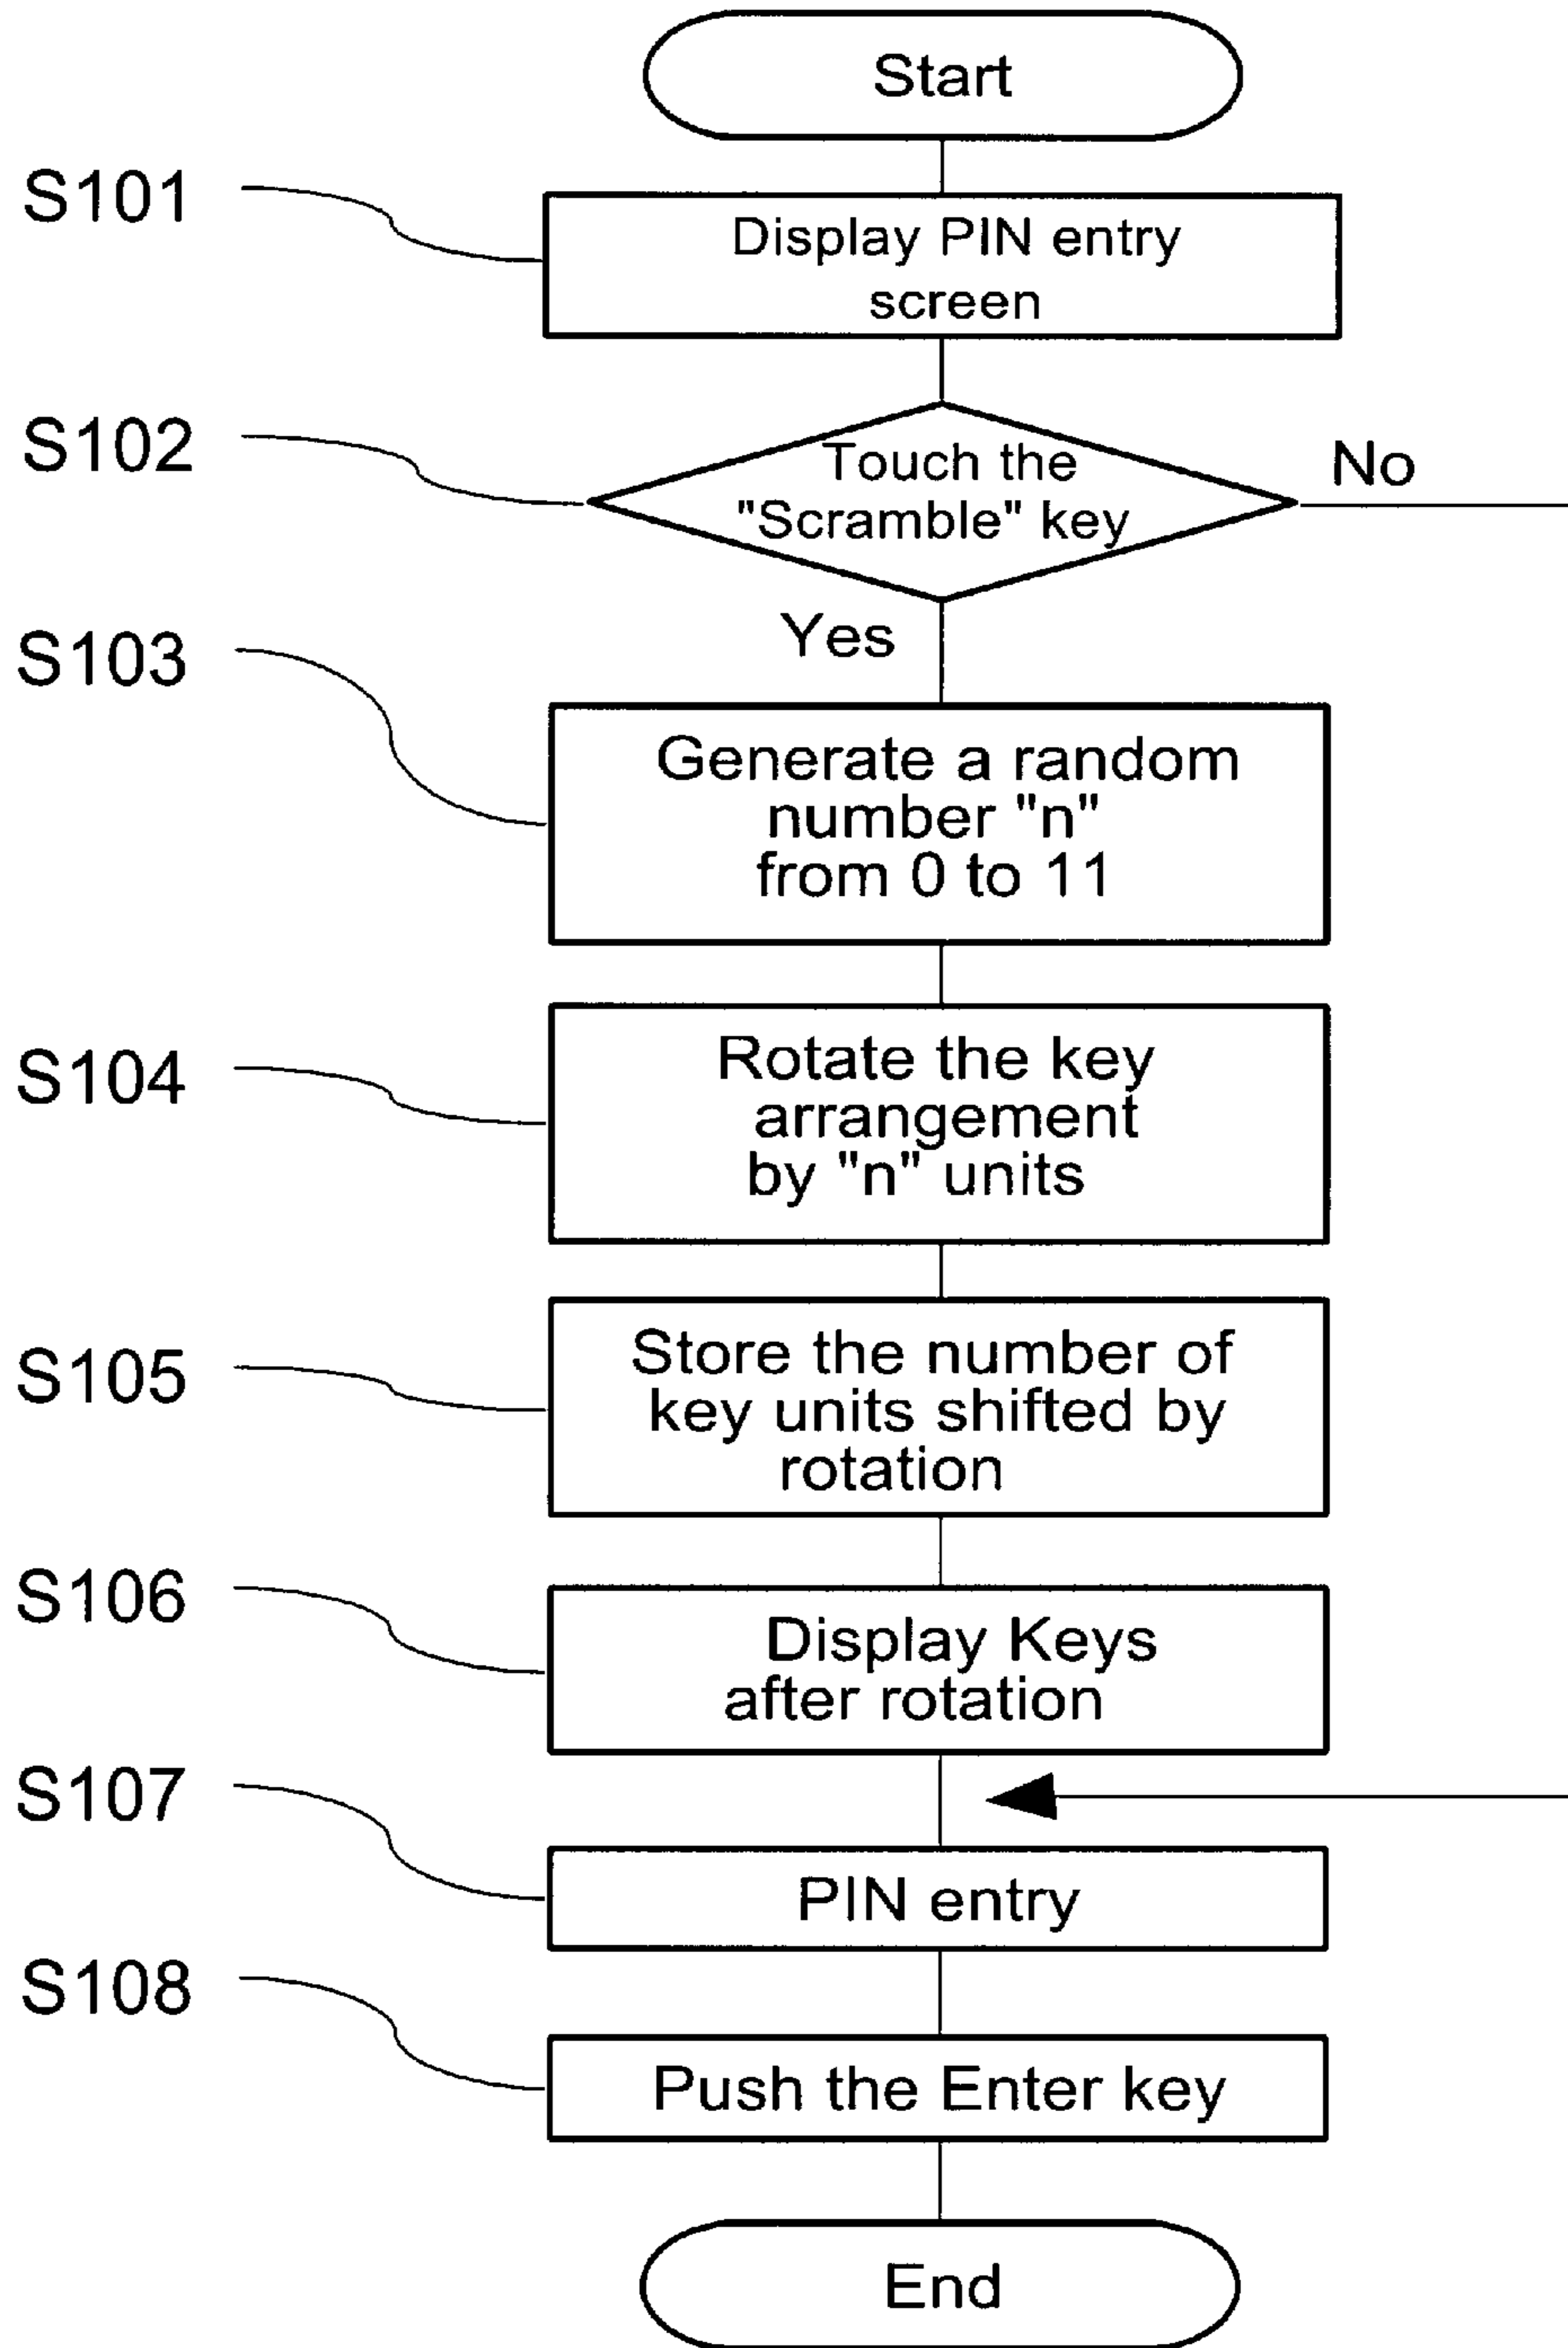 Start
S101
Display PIN entry
screen
S102
Touch the
"Scramble" key
No
Yes
S103
Generate a random
number "n"
from 0 to 11
S104
Rotate the key
arrangement
by "n" units
S105
Store the number of
key units shifted by
rotation
S106
Display Keys
after rotation
S107
PIN entry
S108
Push the Enter key
End